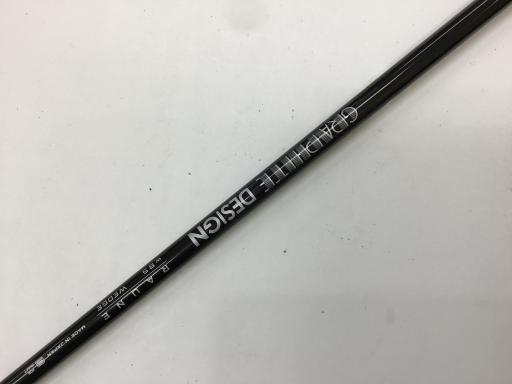 GRAPHITE DESIGN
RAUNE
w85
WEDGE
MADE IN JAPAN